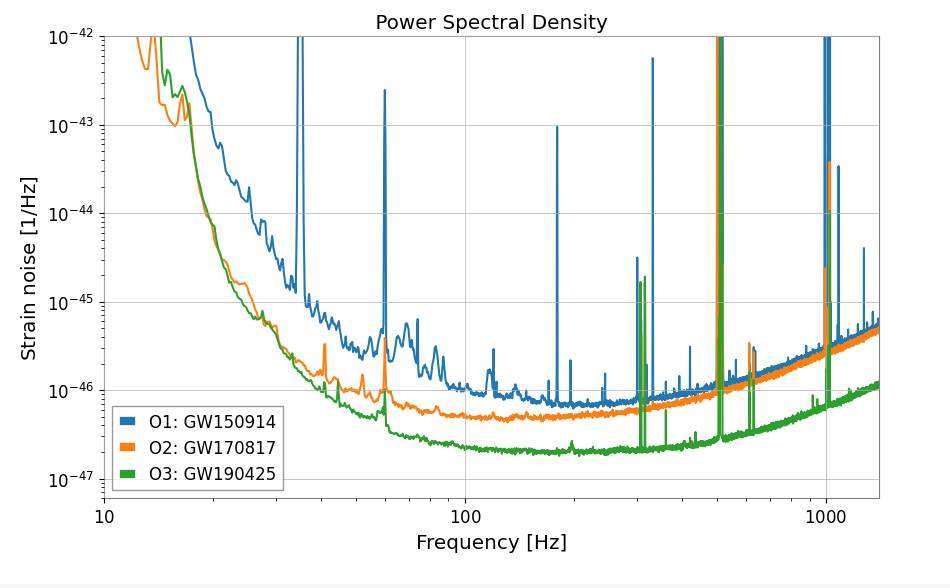 Power Spectral Density
Strain noise [1/Hz]
10⁻⁴²
10⁻⁴³
10⁻⁴⁴
10⁻⁴⁵
10⁻⁴⁶
10⁻⁴⁷
O1: GW150914
O2: GW170817
O3: GW190425
10 100 1000
Frequency [Hz]